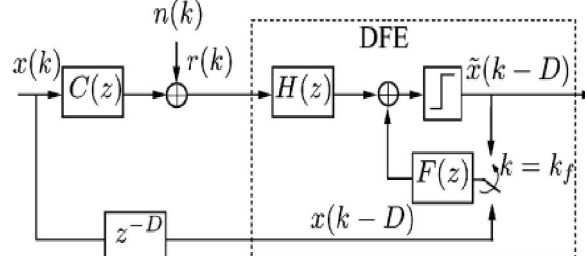 n(k)
DFE
x(k)
C(z)
r(k)
H(z)
x̃(k − D)
F(z)
k = k_f
z^{-D}
x(k − D)